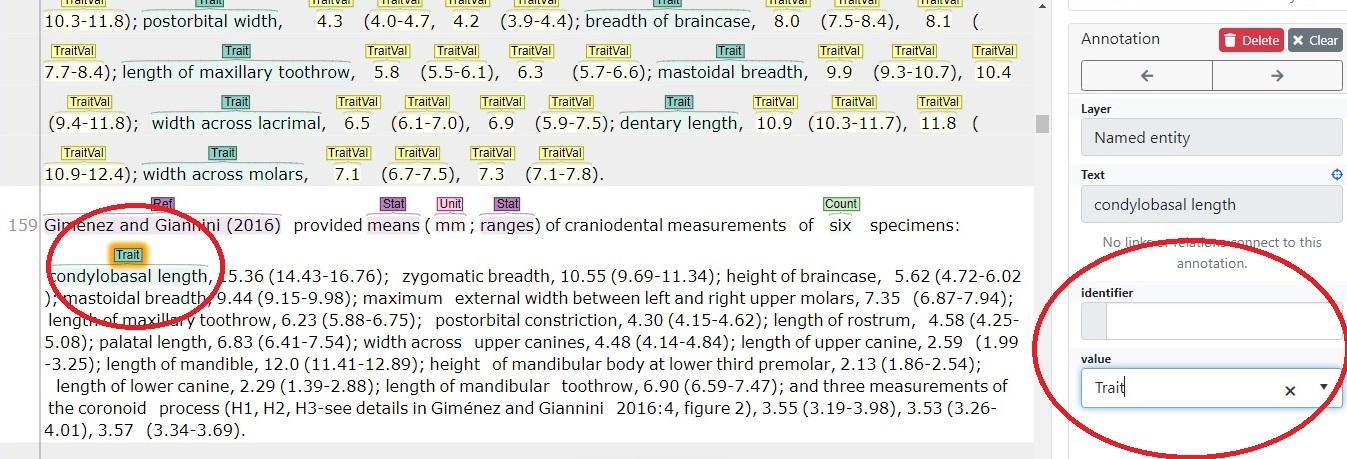 TraitVal Trait TraitVal TraitVal TraitVal TraitVal Trait TraitVal TraitVal TraitVal
10.3-11.8); postorbital width, 4.3 (4.0-4.7, 4.2 (3.9-4.4); breadth of braincase, 8.0 (7.5-8.4), 8.1 (
TraitVal Trait TraitVal TraitVal TraitVal TraitVal Trait TraitVal TraitVal TraitVal
7.7-8.4); length of maxillary toothrow, 5.8 (5.5-6.1), 6.3 (5.7-6.6); mastoidal breadth, 9.9 (9.3-10.7), 10.4
TraitVal Trait TraitVal TraitVal TraitVal TraitVal Trait TraitVal TraitVal TraitVal
(9.4-11.8); width across lacrimal, 6.5 (6.1-7.0), 6.9 (5.9-7.5); dentary length, 10.9 (10.3-11.7), 11.8 (
TraitVal Trait TraitVal TraitVal TraitVal TraitVal
10.9-12.4); width across molars, 7.1 (6.7-7.5), 7.3 (7.1-7.8).
Ref Stat Unit Stat Count
159 Giménez and Giannini (2016) provided means ( mm ; ranges) of craniodental measurements of six specimens:
Trait
condylobasal length, 15.36 (14.43-16.76); zygomatic breadth, 10.55 (9.69-11.34); height of braincase, 5.62 (4.72-6.02
); mastoidal breadth, 9.44 (9.15-9.98); maximum external width between left and right upper molars, 7.35 (6.87-7.94);
length of maxillary toothrow, 6.23 (5.88-6.75); postorbital constriction, 4.30 (4.15-4.62); length of rostrum, 4.58 (4.25-
5.08); palatal length, 6.83 (6.41-7.54); width across upper canines, 4.48 (4.14-4.84); length of upper canine, 2.59 (1.99
-3.25); length of mandible, 12.0 (11.41-12.89); height of mandibular body at lower third premolar, 2.13 (1.86-2.54);
length of lower canine, 2.29 (1.39-2.88); length of mandibular toothrow, 6.90 (6.59-7.47); and three measurements of
the coronoid process (H1, H2, H3-see details in Giménez and Giannini 2016:4, figure 2), 3.55 (3.19-3.98), 3.53 (3.26-
4.01), 3.57 (3.34-3.69).
Annotation Delete Clear
Layer
Named entity
Text
condylobasal length
No links or relations connect to this
annotation.
identifier
value
Trait